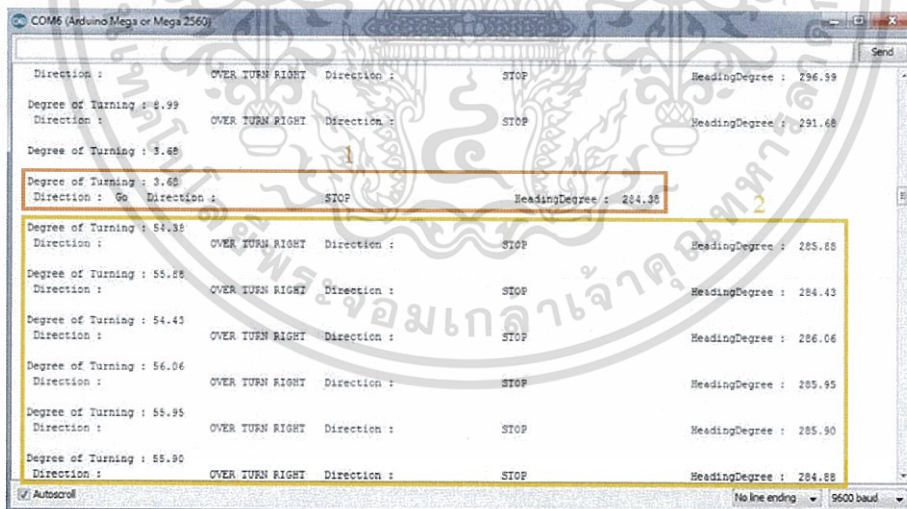 COM6 (Arduino Mega or Mega 2560)
Send
Direction : OVER TURN RIGHT Direction : STOP HeadingDegree : 296.99
Degree of Turning : 8.99
Direction : OVER TURN RIGHT Direction : STOP HeadingDegree : 291.68
Degree of Turning : 3.68
1
Degree of Turning : 3.68
Direction : Go Direction : STOP HeadingDegree : 284.38
2
Degree of Turning : 54.38
Direction : OVER TURN RIGHT Direction : STOP HeadingDegree : 285.88
Degree of Turning : 55.88
Direction : OVER TURN RIGHT Direction : STOP HeadingDegree : 284.43
Degree of Turning : 54.43
Direction : OVER TURN RIGHT Direction : STOP HeadingDegree : 286.06
Degree of Turning : 56.06
Direction : OVER TURN RIGHT Direction : STOP HeadingDegree : 285.95
Degree of Turning : 55.95
Direction : OVER TURN RIGHT Direction : STOP HeadingDegree : 285.90
Degree of Turning : 55.90
Direction : OVER TURN RIGHT Direction : STOP HeadingDegree : 284.88
Autoscroll No line ending 9600 baud